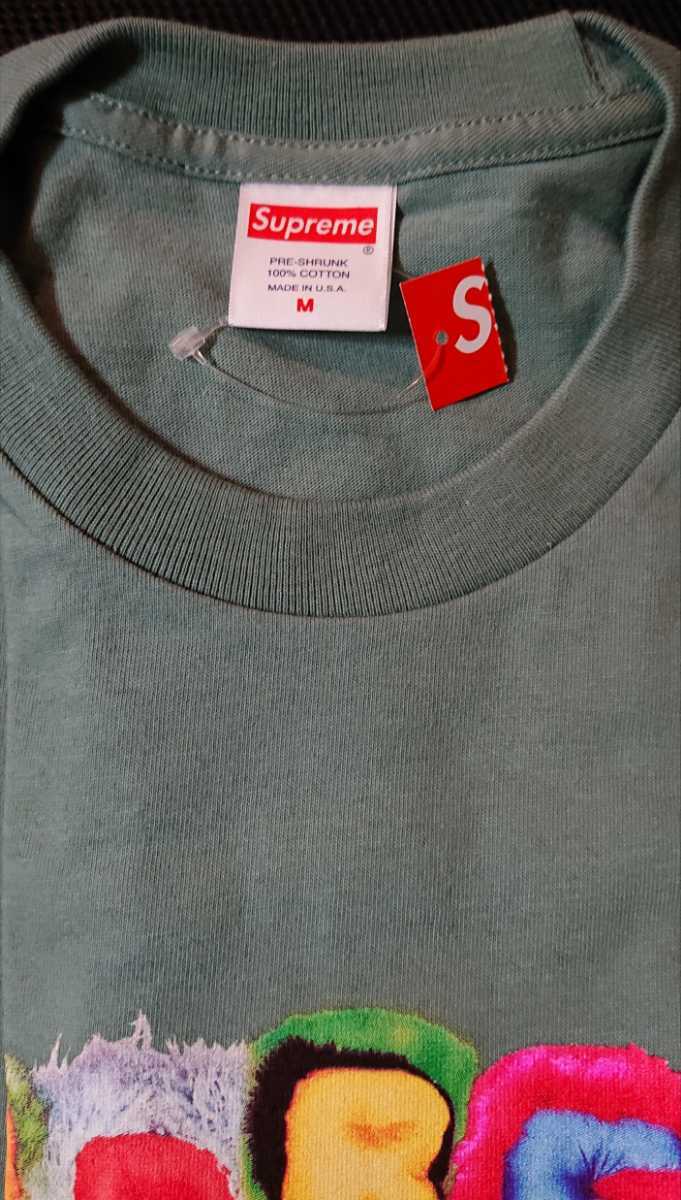 Supreme
®
PRE-SHRUNK
100% COTTON
MADE IN U.S.A.
M
S